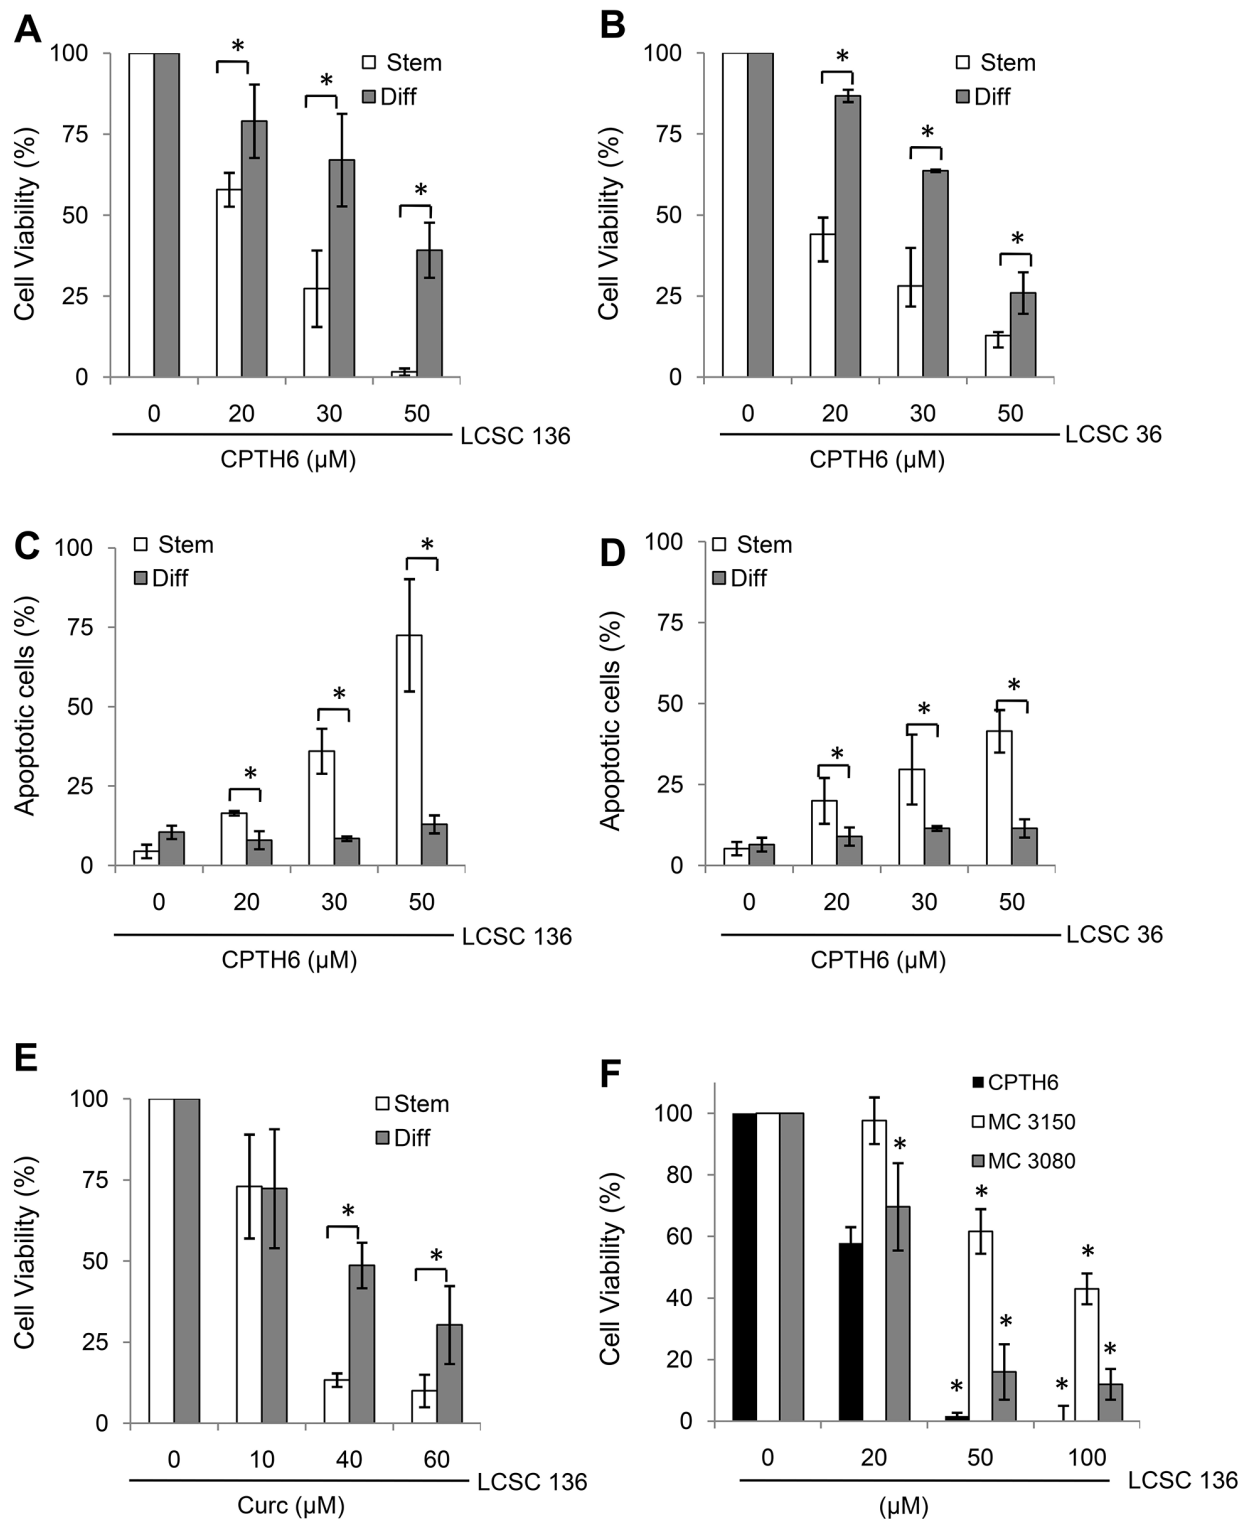 A
100
75
50
25
0
Cell Viability (%)
* * *
Stem
Diff
0 20 30 50
LCSC 136
CPTH6 (µM)
B
100
75
50
25
0
Cell Viability (%)
* * *
Stem
Diff
0 20 30 50
LCSC 36
CPTH6 (µM)
C
100
75
50
25
0
Apoptotic cells (%)
Stem
Diff
* * *
0 20 30 50
LCSC 136
CPTH6 (µM)
D
100
75
50
25
0
Apoptotic cells (%)
Stem
Diff
* * *
0 20 30 50
LCSC 36
CPTH6 (µM)
E
100
75
50
25
0
Cell Viability (%)
Stem
Diff
* *
0 10 40 60
LCSC 136
Curc (µM)
F
100
80
60
40
20
0
Cell Viability (%)
CPTH6
MC 3150
MC 3080
* * * * * * *
0 20 50 100
LCSC 136
(µM)